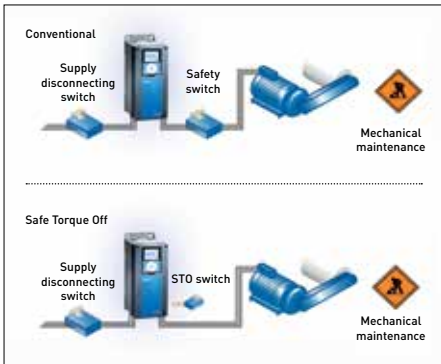 Conventional
Supply
disconnecting
switch
Safety
switch
Mechanical
maintenance
Safe Torque Off
Supply
disconnecting
switch
STO switch
Mechanical
maintenance